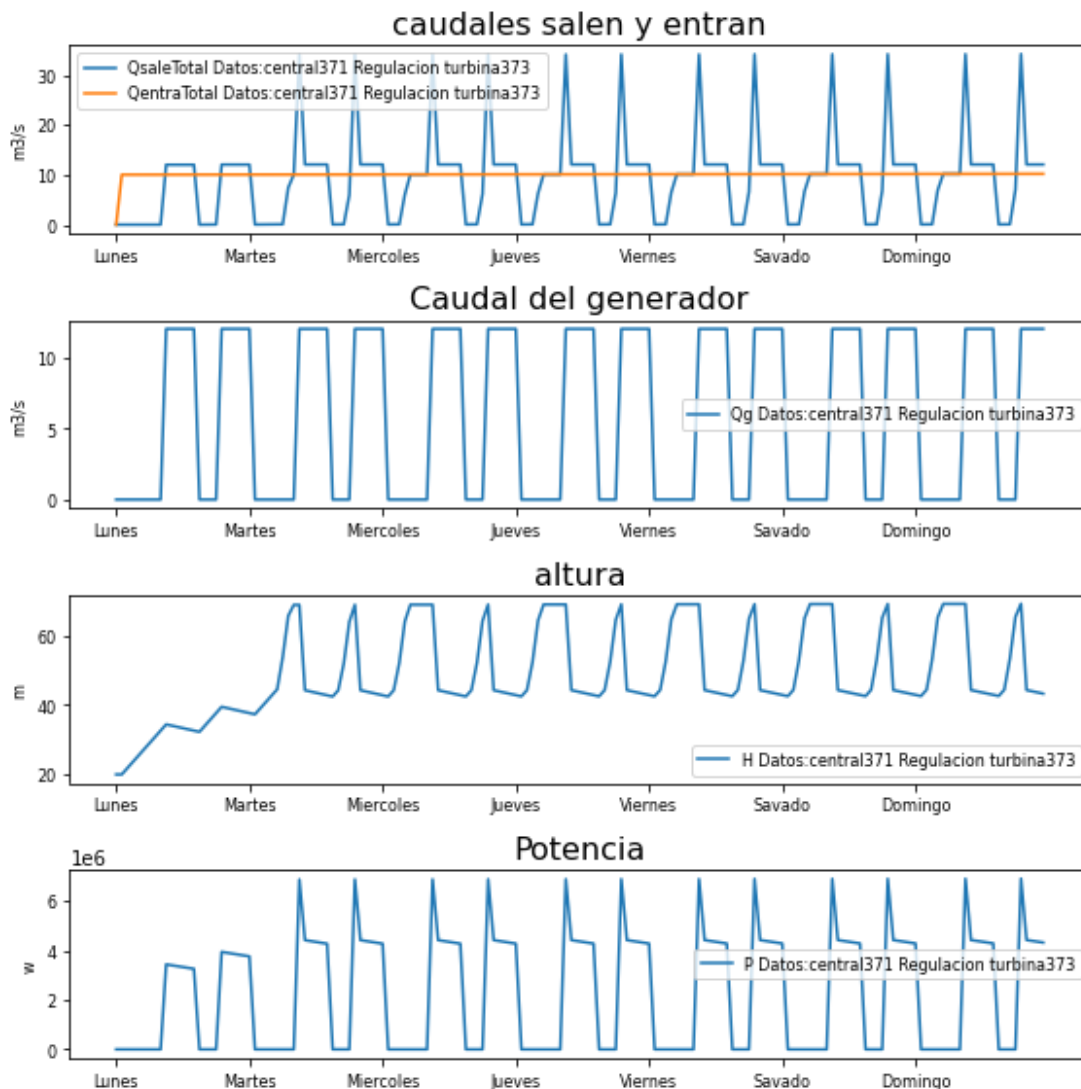 caudales salen y entran
QsaleTotal Datos:central371 Regulacion turbina373
QentraTotal Datos:central371 Regulacion turbina373
30
20
10
0
m3/s
Lunes Martes Miercoles Jueves Viernes Savado Domingo
Caudal del generador
10
5
0
m3/s
Qg Datos:central371 Regulacion turbina373
Lunes Martes Miercoles Jueves Viernes Savado Domingo
altura
60
40
20
m
H Datos:central371 Regulacion turbina373
Lunes Martes Miercoles Jueves Viernes Savado Domingo
Potencia
1e6
6
4
2
0
w
P Datos:central371 Regulacion turbina373
Lunes Martes Miercoles Jueves Viernes Savado Domingo